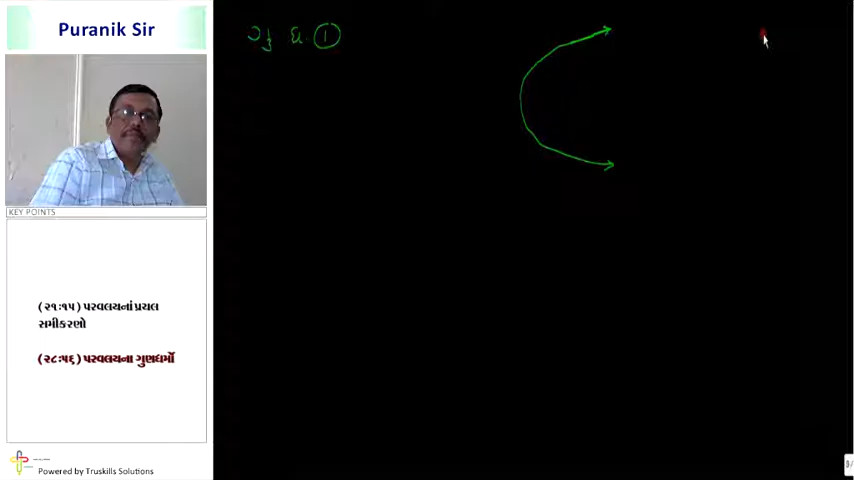 Puranik Sir
ગુ ધ. ①
KEY POINTS
(૨૧:૧૫) પરવલયનાં પ્રચલ
સમીકરણો
(૨૮:૫૬) પરવલયના ગુણધર્મો
Powered by Truskills Solutions